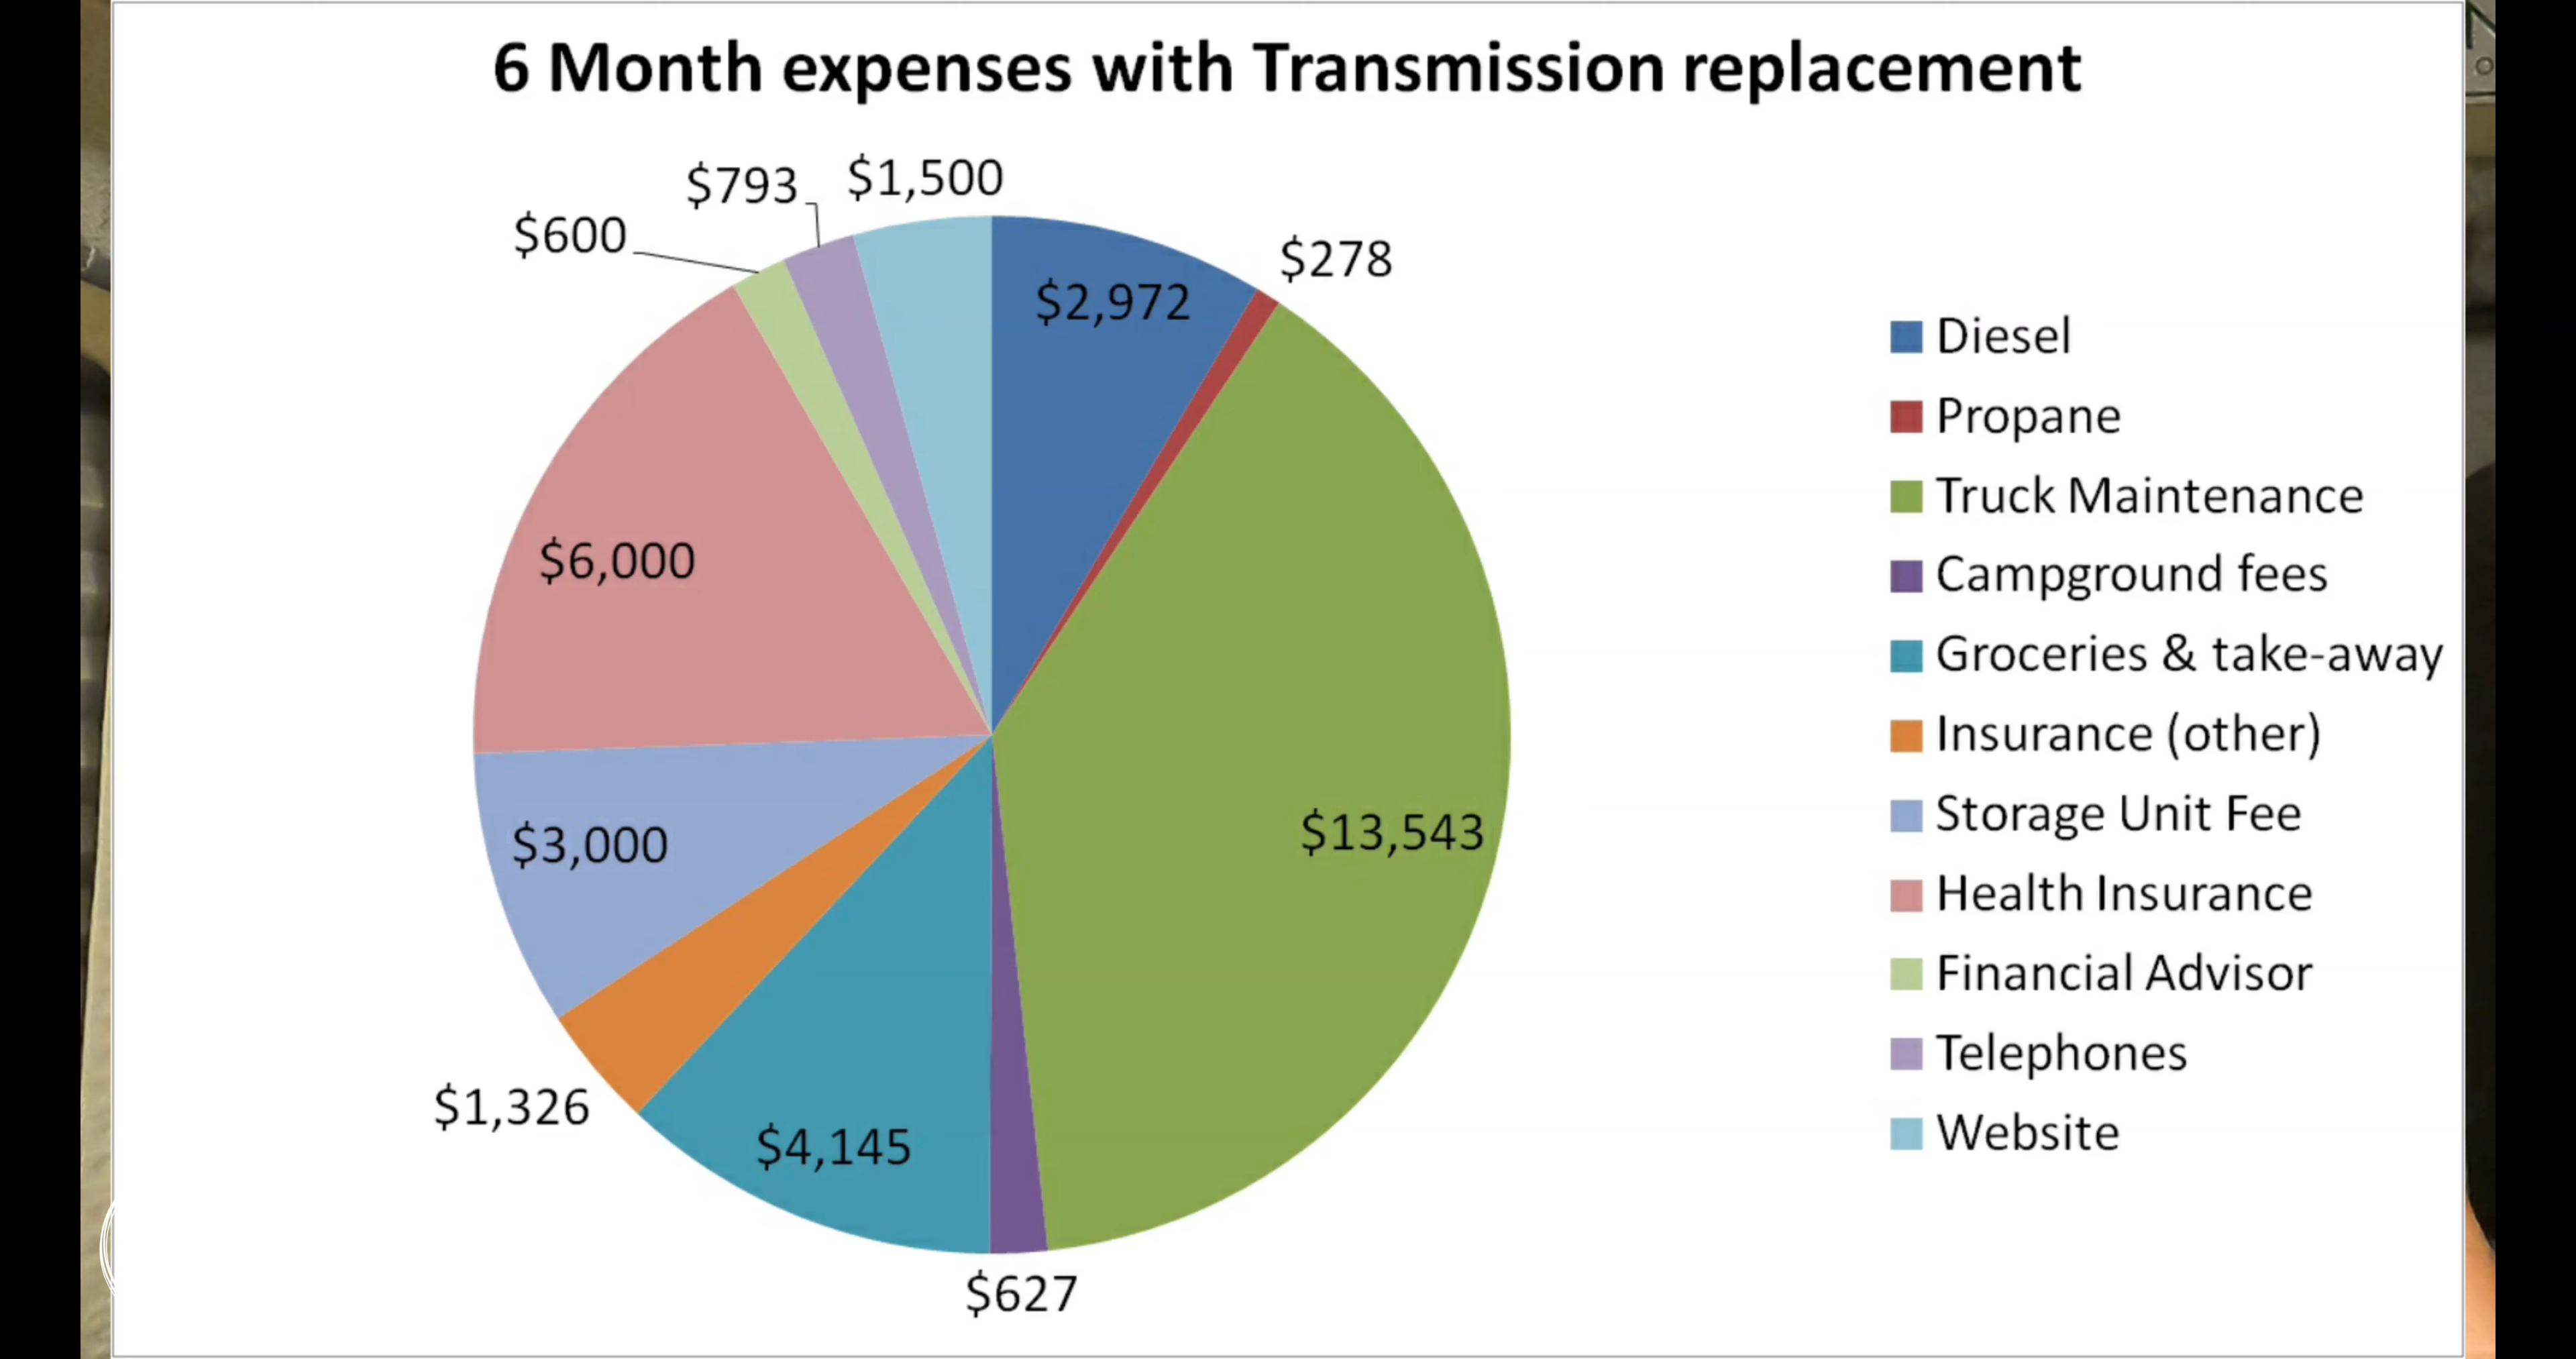 6 Month expenses with Transmission replacement
$793
$1,500
$600
$278
$2,972
$6,000
$13,543
$3,000
$1,326
$4,145
$627
Diesel
Propane
Truck Maintenance
Campground fees
Groceries & take-away
Insurance (other)
Storage Unit Fee
Health Insurance
Financial Advisor
Telephones
Website